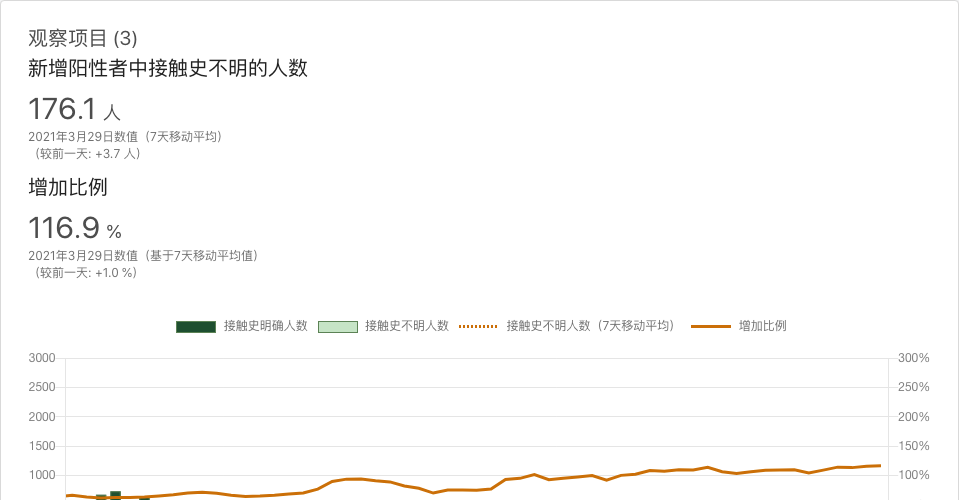 观察项目 (3)
新增阳性者中接触史不明的人数
176.1 人
2021年3月29日数值（7天移动平均）
（较前一天: +3.7 人）
增加比例
116.9 %
2021年3月29日数值（基于7天移动平均值）
（较前一天: +1.0 %）
接触史明确人数 接触史不明人数 接触史不明人数（7天移动平均） 增加比例
3000 300%
2500 250%
2000 200%
1500 150%
1000 100%